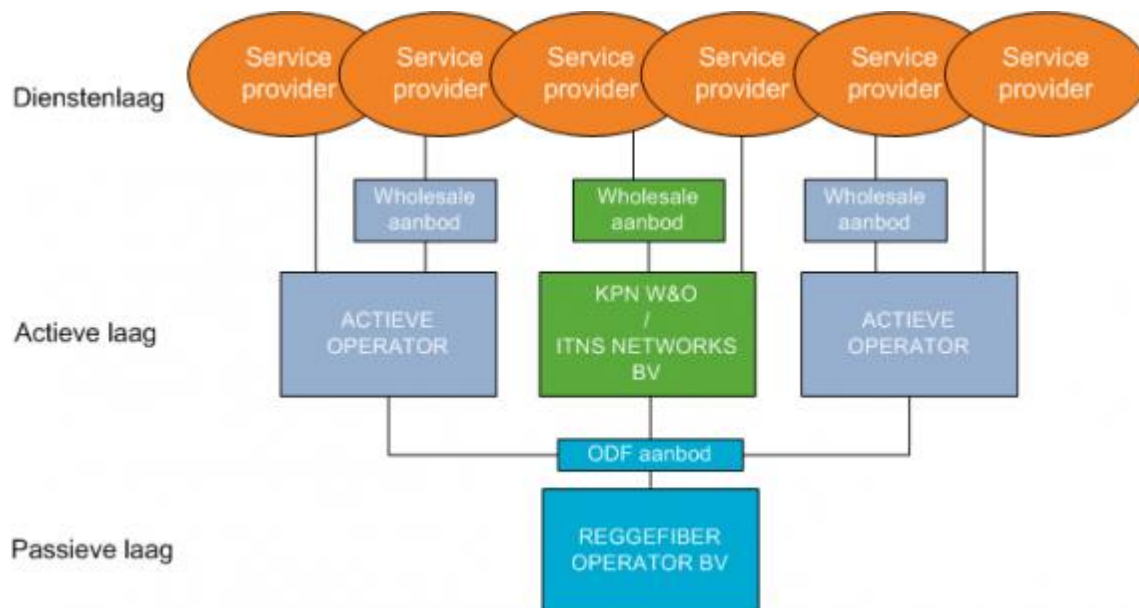 Dienstenlaag
Service
provider
Service
provider
Service
provider
Service
provider
Service
provider
Service
provider
Wholesale
aanbod
Wholesale
aanbod
Wholesale
aanbod
Actieve laag
ACTIEVE
OPERATOR
KPN W&O
/
ITNS NETWORKS
BV
ACTIEVE
OPERATOR
ODF aanbod
Passieve laag
REGGEFIBER
OPERATOR BV